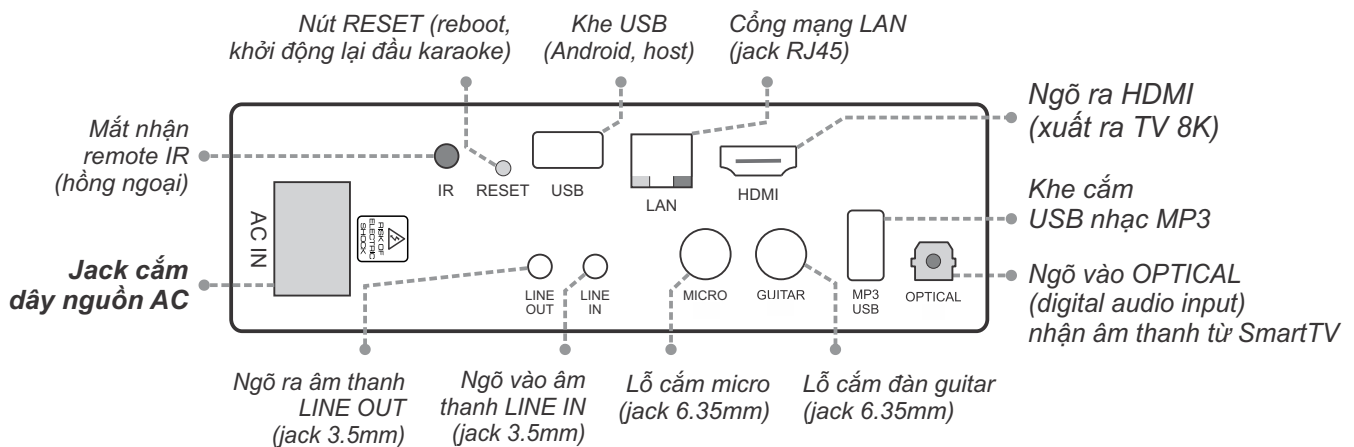 Nút RESET (reboot,
khởi động lại đầu karaoke)
Khe USB
(Android, host)
Cổng mạng LAN
(jack RJ45)
Ngõ ra HDMI
(xuất ra TV 8K)
Mắt nhận
remote IR
(hồng ngoại)
IR
RESET
USB
LAN
HDMI
Khe cắm
USB nhạc MP3
AC IN
RISK OF
ELECTRIC
SHOCK
Jack cắm
dây nguồn AC
LINE
OUT
LINE
IN
MICRO
GUITAR
MP3
USB
OPTICAL
Ngõ vào OPTICAL
(digital audio input)
nhận âm thanh từ SmartTV
Ngõ ra âm thanh
LINE OUT
(jack 3.5mm)
Ngõ vào âm
thanh LINE IN
(jack 3.5mm)
Lỗ cắm micro
(jack 6.35mm)
Lỗ cắm đàn guitar
(jack 6.35mm)